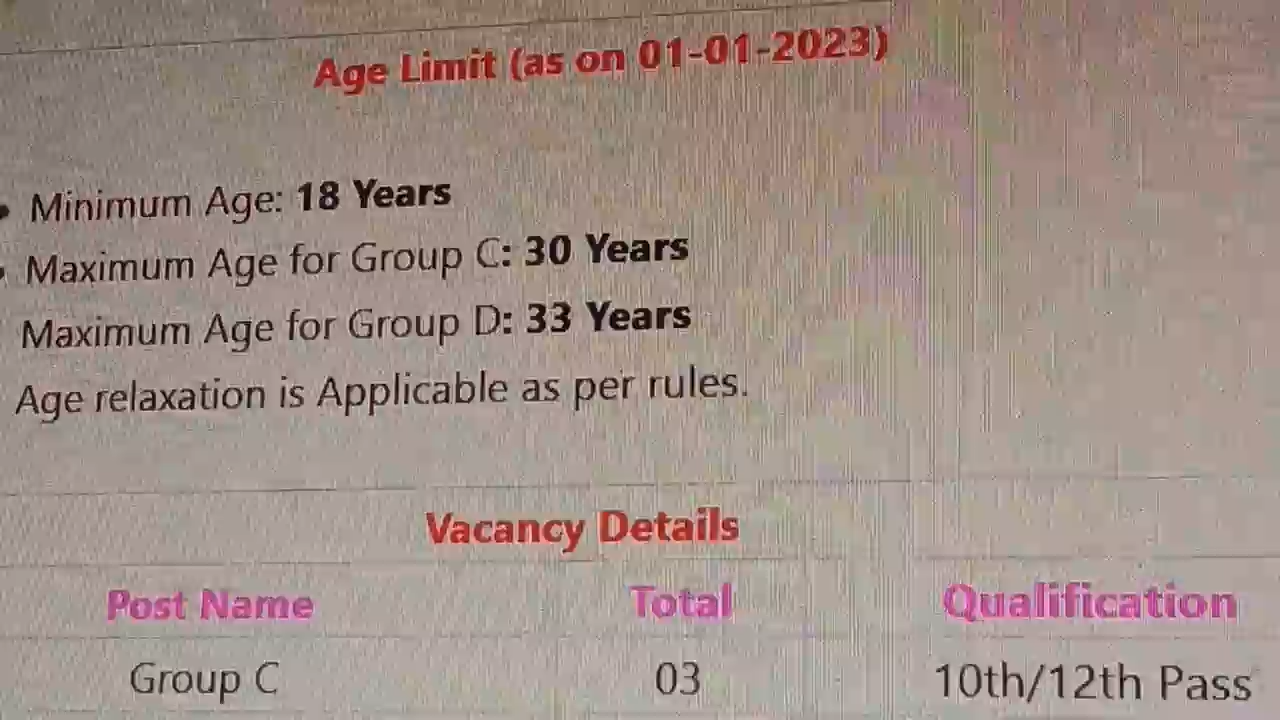 Age Limit (as on 01-01-2023)
Minimum Age: 18 Years
Maximum Age for Group C: 30 Years
Maximum Age for Group D: 33 Years
Age relaxation is Applicable as per rules.
Vacancy Details
Post Name Total Qualification
Group C 03 10th/12th Pass